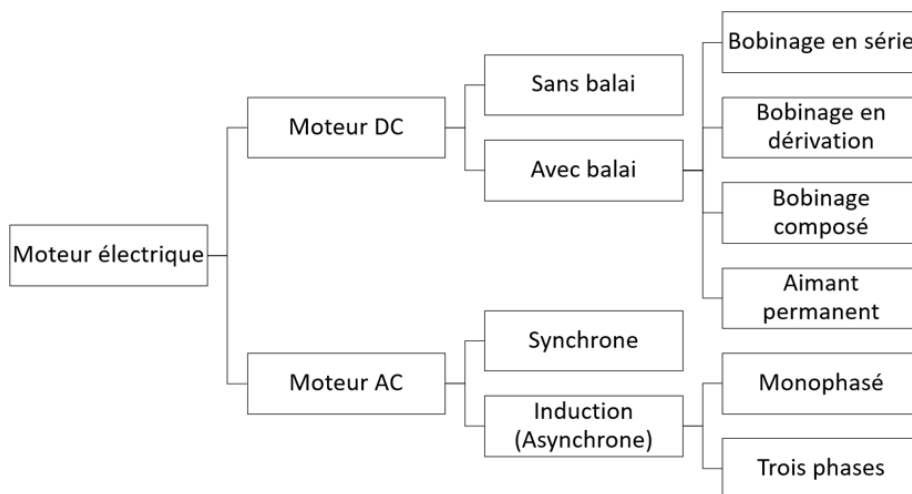 Moteur électrique
Moteur DC
Sans balai
Avec balai
Bobinage en série
Bobinage en
dérivation
Bobinage
composé
Aimant
permanent
Moteur AC
Synchrone
Induction
(Asynchrone)
Monophasé
Trois phases